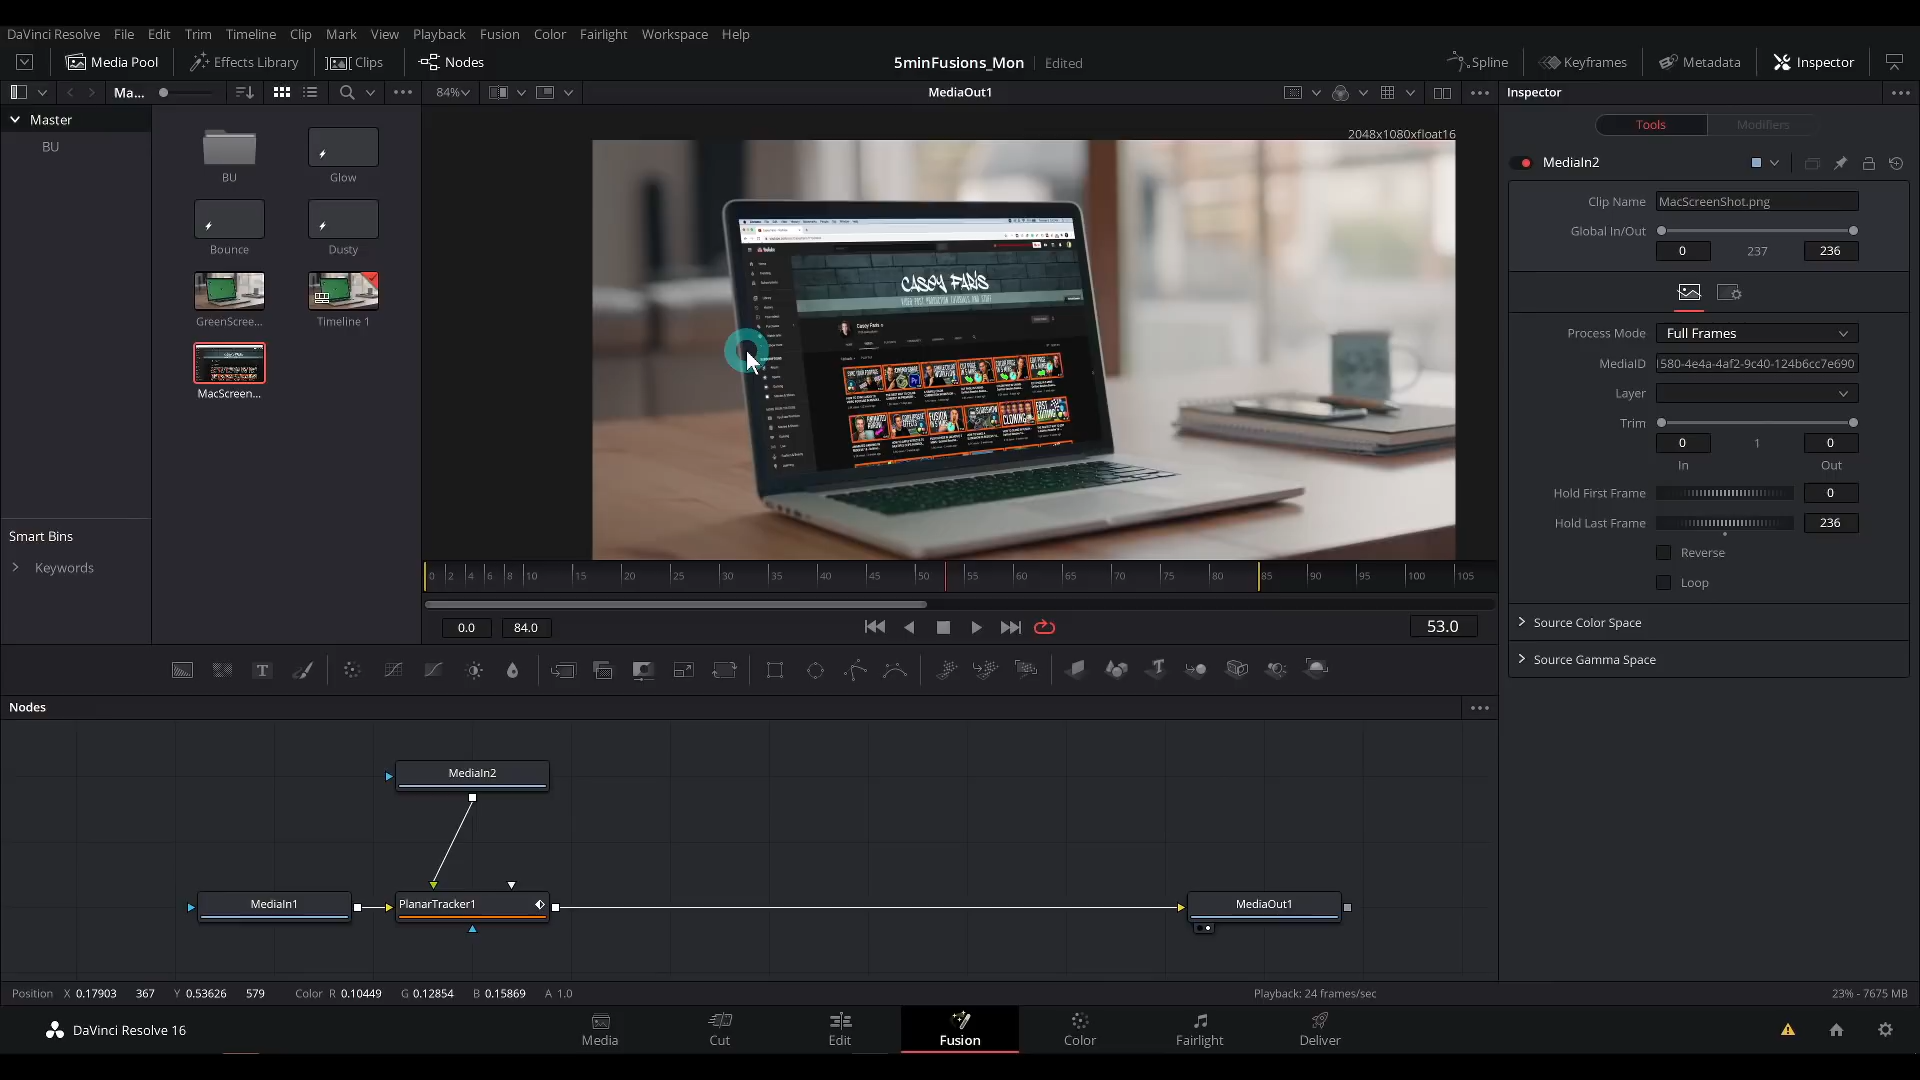 DaVinci Resolve File Edit Trim Timeline Clip Mark View Playback Fusion Color Fairlight Workspace Help
Media Pool Effects Library Clips Nodes 5minFusions_Mon Edited Spline Keyframes Metadata Inspector
Ma... 84% MediaOut1 Inspector
Master
BU
BU
Glow
Bounce
Dusty
GreenScree...
Timeline 1
MacScreen...
Smart Bins
Keywords
2048x1080xfloat16
CASEY FARIS
Casey Faris
0 2 4 6 8 10 15 20 25 30 35 40 45 50 55 60 65 70 75 80 85 90 95 100 105
0.0 84.0 53.0
Tools Modifiers
MediaIn2
Clip Name MacScreenShot.png
Global In/Out
0 237 236
Process Mode Full Frames
MediaID 580-4e4a-4af2-9c40-124b6cc7e690
Layer
Trim
0 1 0
In Out
Hold First Frame 0
Hold Last Frame 236
Reverse
Loop
Source Color Space
Source Gamma Space
Nodes
MediaIn2
MediaIn1 PlanarTracker1 MediaOut1
Position X 0.17903 367 Y 0.53626 579 Color R 0.10449 G 0.12854 B 0.15869 A 1.0 Playback: 24 frames/sec 23% - 7675 MB
DaVinci Resolve 16 Media Cut Edit Fusion Color Fairlight Deliver